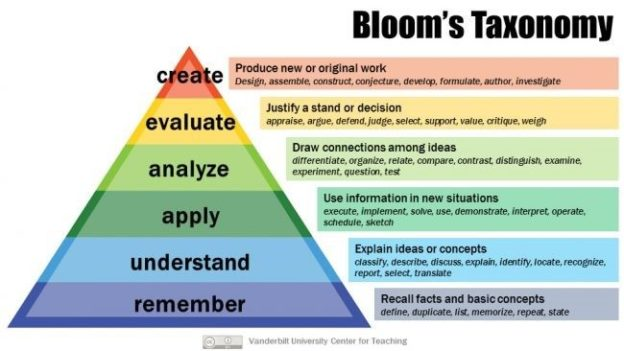 Bloom's Taxonomy
create
Produce new or original work
Design, assemble, construct, conjecture, develop, formulate, author, investigate
evaluate
Justify a stand or decision
appraise, argue, defend, judge, select, support, value, critique, weigh
analyze
Draw connections among ideas
differentiate, organize, relate, compare, contrast, distinguish, examine,
experiment, question, test
apply
Use information in new situations
execute, implement, solve, use, demonstrate, interpret, operate,
schedule, sketch
understand
Explain ideas or concepts
classify, describe, discuss, explain, identify, locate, recognize,
report, select, translate
remember
Recall facts and basic concepts
define, duplicate, list, memorize, repeat, state
Vanderbilt University Center for Teaching